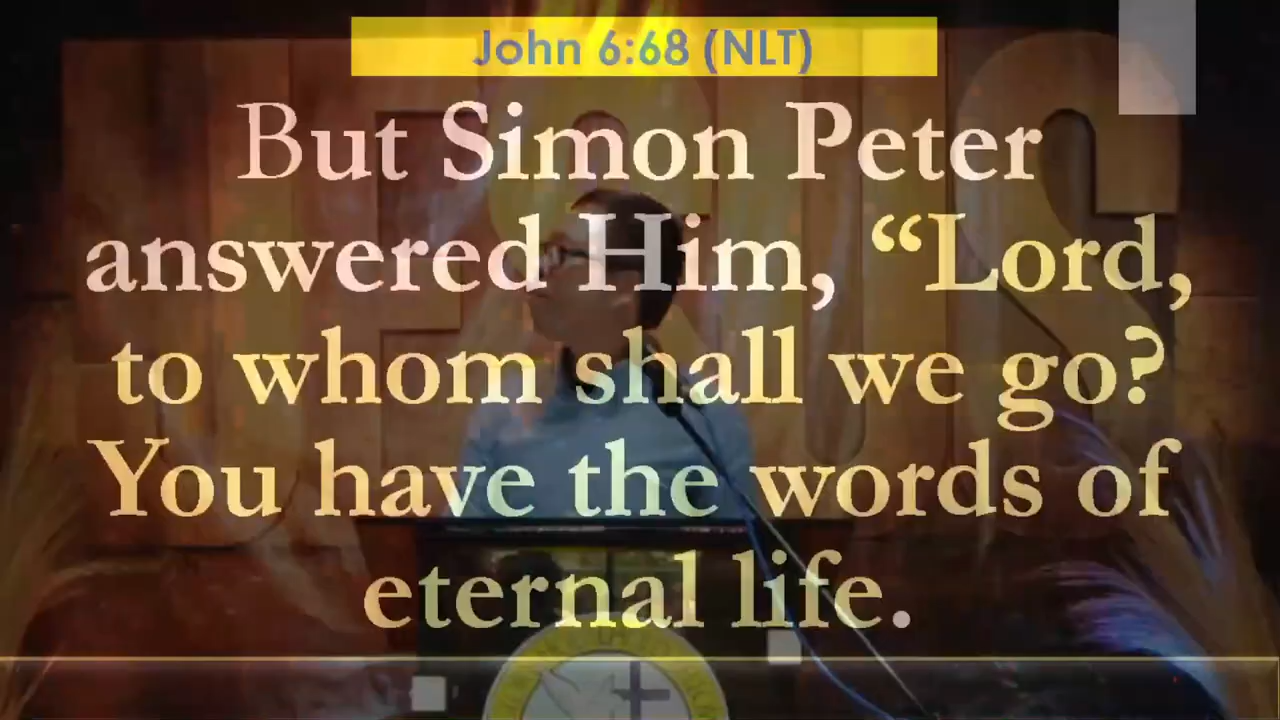 John 6:68 (NLT)
JESUS
But Simon Peter
answered Him, “Lord,
to whom shall we go?
You have the words of
eternal life.